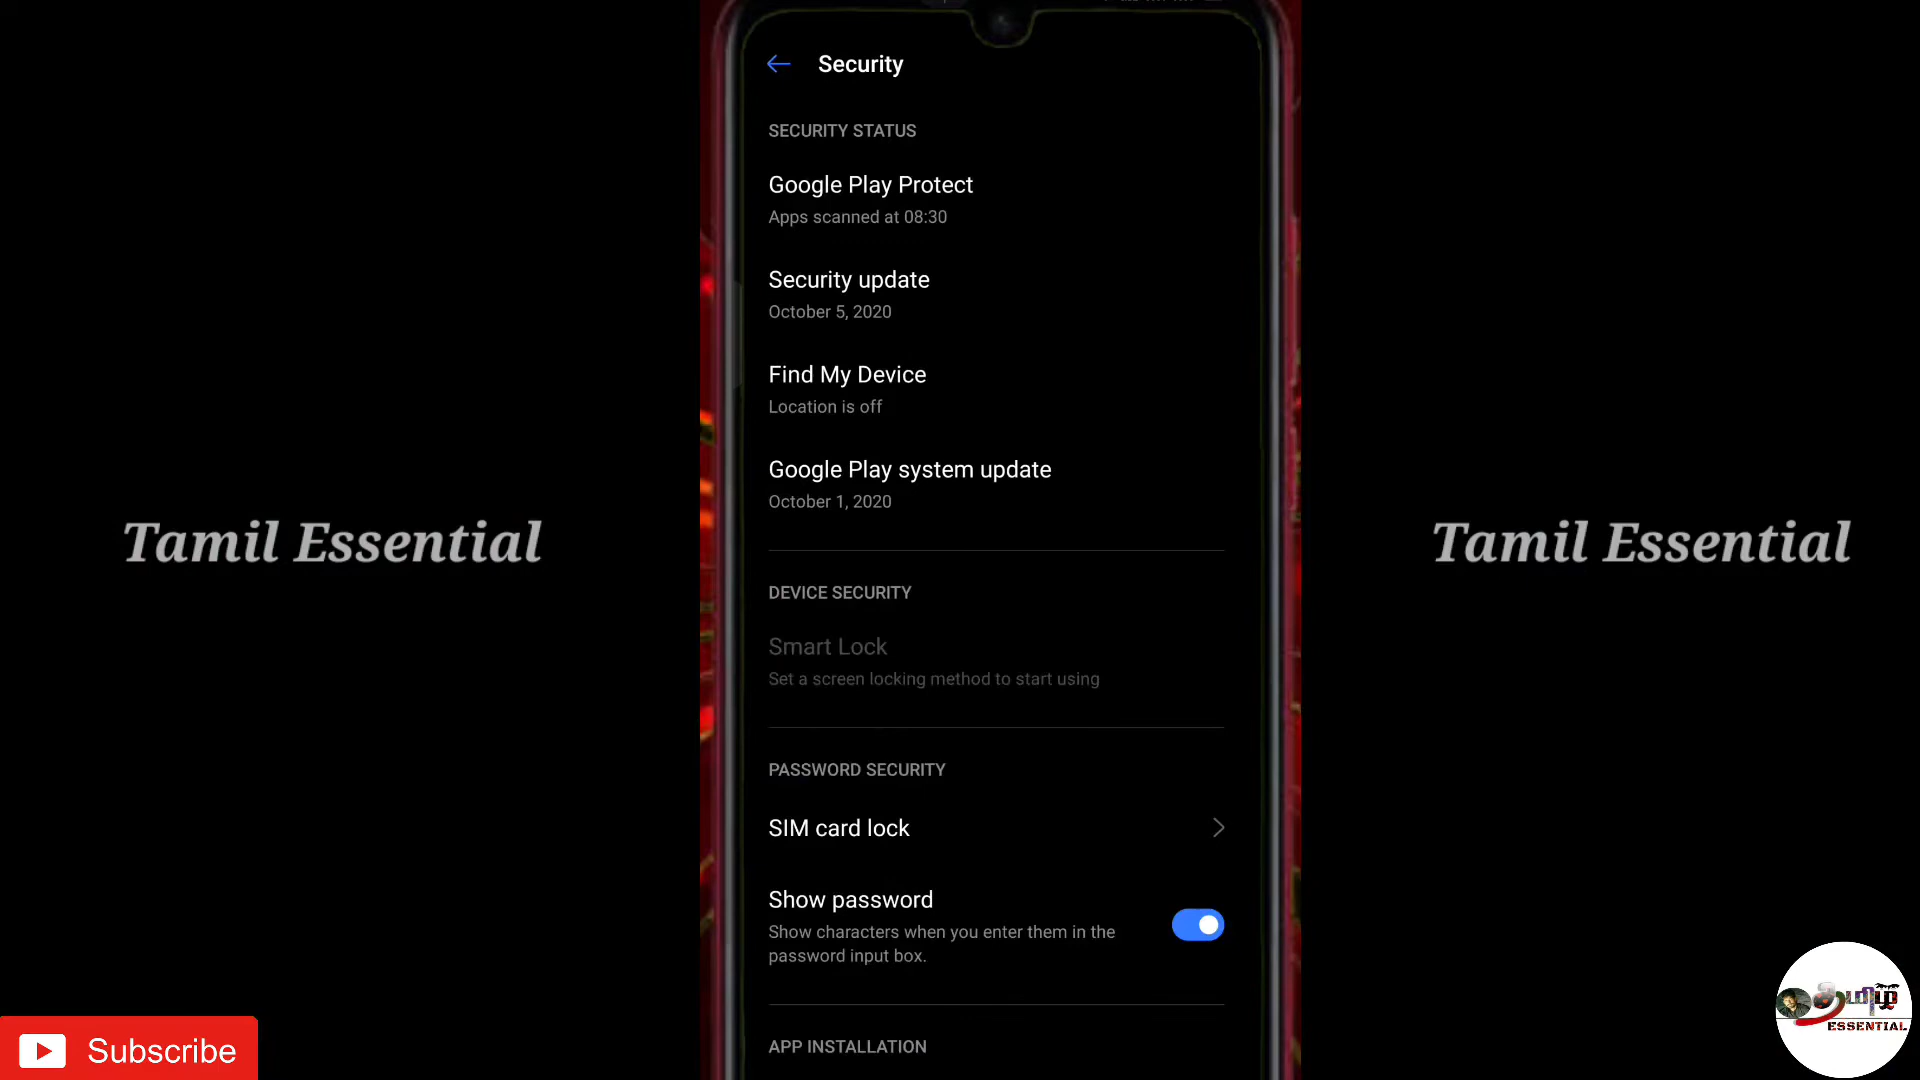 Security
SECURITY STATUS
Google Play Protect
Apps scanned at 08:30
Security update
October 5, 2020
Find My Device
Location is off
Google Play system update
October 1, 2020
Tamil Essential
Tamil Essential
DEVICE SECURITY
Smart Lock
Set a screen locking method to start using
PASSWORD SECURITY
SIM card lock
Show password
Show characters when you enter them in the
password input box.
APP INSTALLATION
Subscribe
தமிழ்
ESSENTIAL